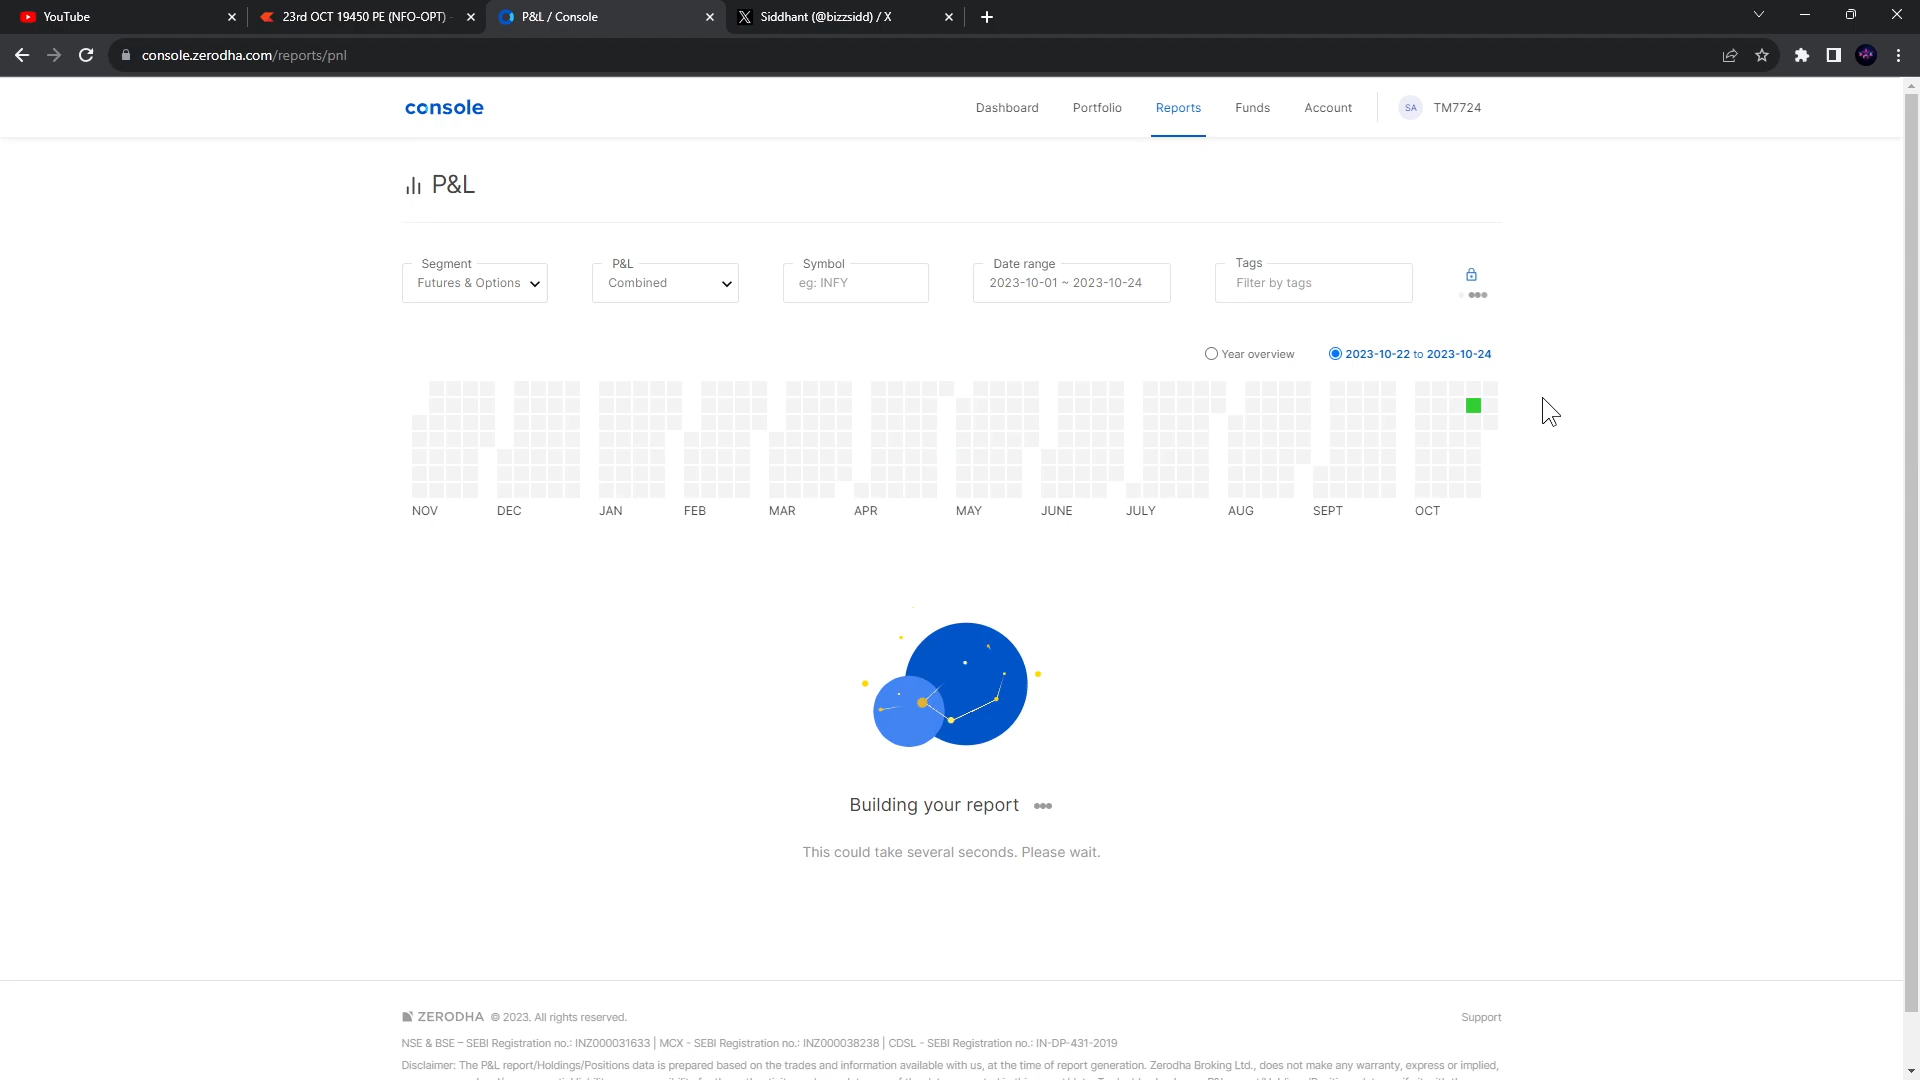 YouTube
23rd OCT 19450 PE (NFO-OPT)
P&L / Console
Siddhant (@bizzsidd) / X
console.zerodha.com/reports/pnl
console
Dashboard
Portfolio
Reports
Funds
Account
SA
TM7724
P&L
Segment
P&L
Symbol
Date range
Tags
Futures & Options
Combined
eg: INFY
2023-10-01 ~ 2023-10-24
Filter by tags
Year overview
2023-10-22 to 2023-10-24
NOV
DEC
JAN
FEB
MAR
APR
MAY
JUNE
JULY
AUG
SEPT
OCT
Building your report
This could take several seconds. Please wait.
ZERODHA © 2023. All rights reserved.
Support
NSE & BSE – SEBI Registration no.: INZ000031633 | MCX - SEBI Registration no.: INZ000038238 | CDSL - SEBI Registration no.: IN-DP-431-2019
Disclaimer: The P&L report/Holdings/Positions data is prepared based on the trades and information available with us, at the time of report generation. Zerodha Broking Ltd., does not make any warranty, express or implied,